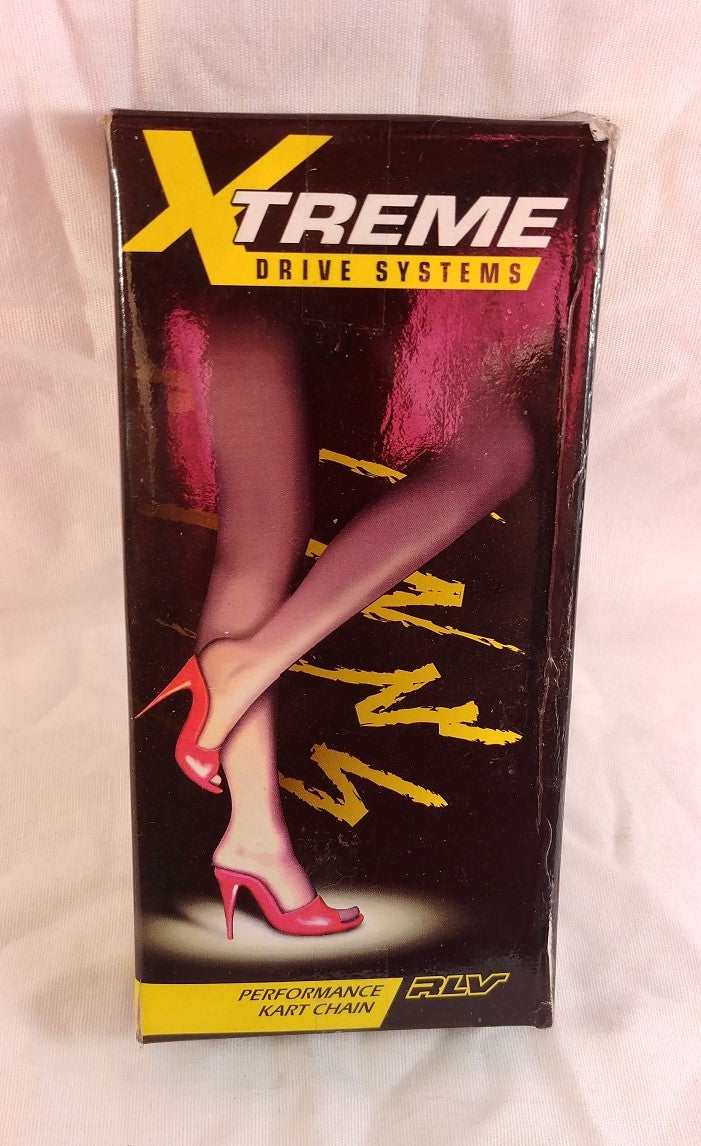 XTREME
DRIVE SYSTEMS
PERFORMANCE
KART CHAIN
RLV